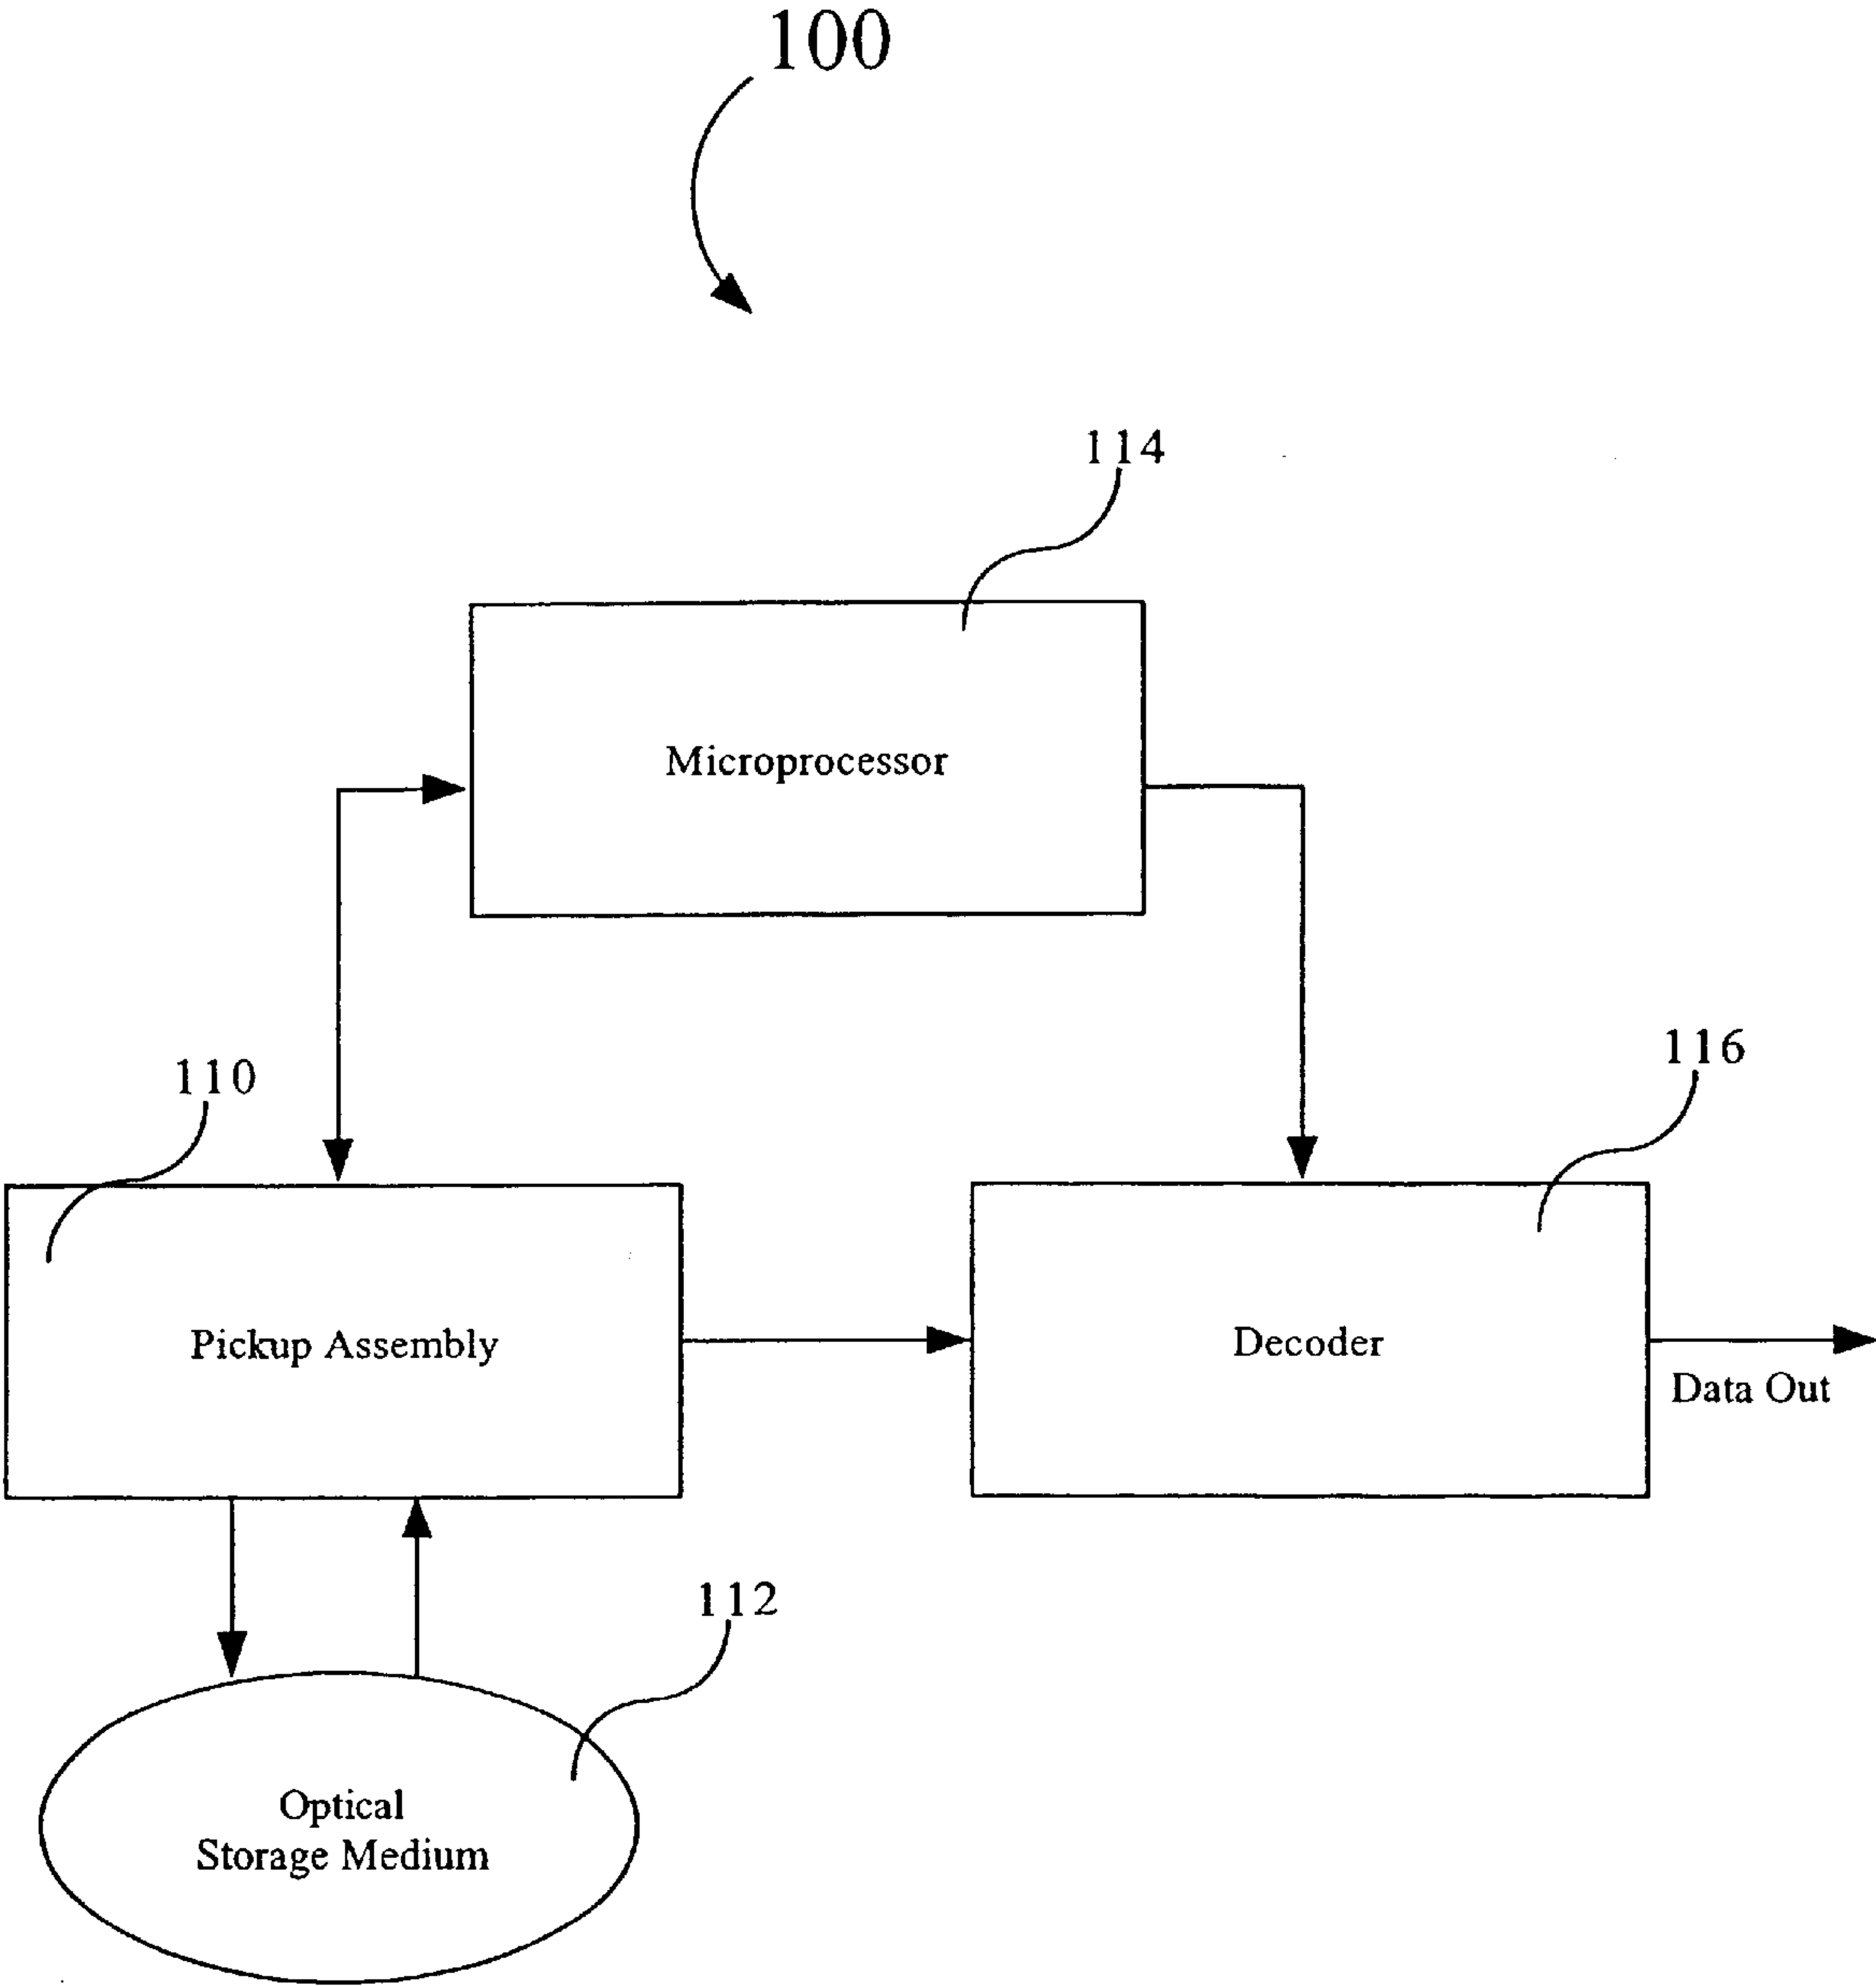 100
114
Microprocessor
110
116
Pickup Assembly
Decoder
Data Out
112
Optical
Storage Medium